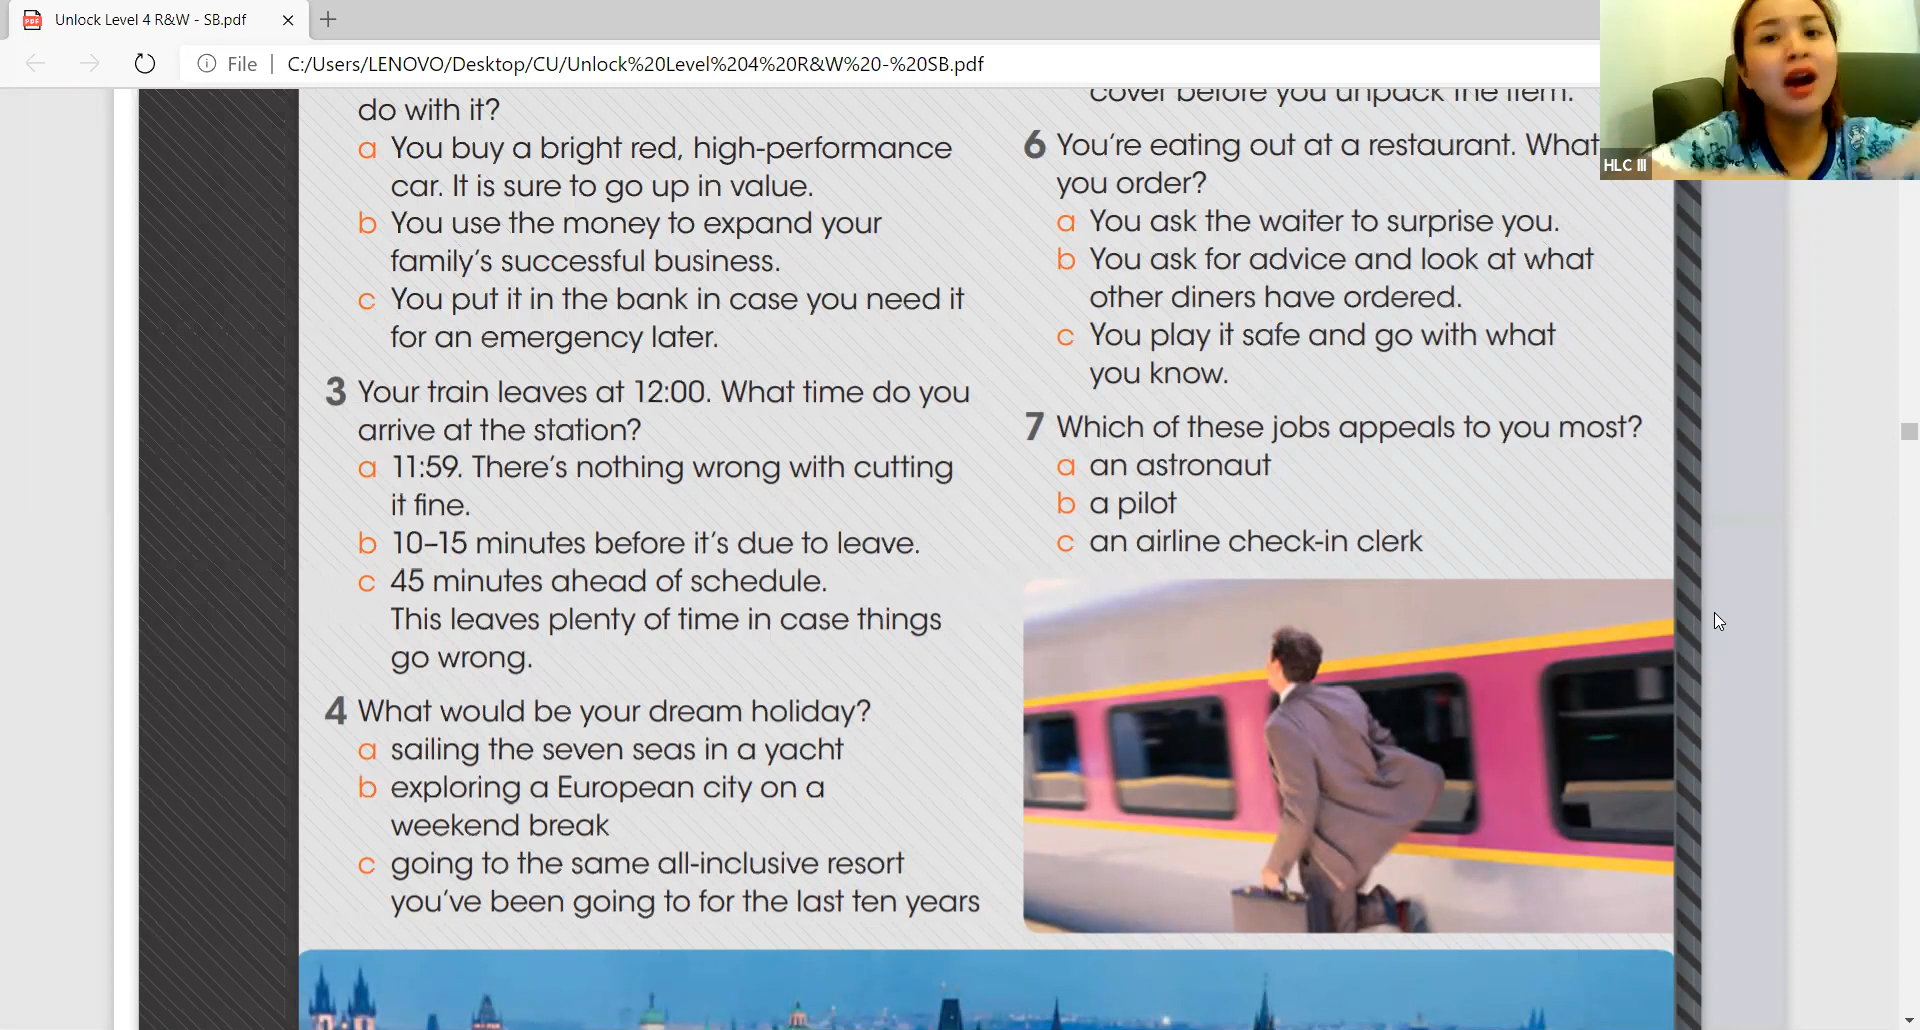 Unlock Level 4 R&W - SB.pdf
File
C:/Users/LENOVO/Desktop/CU/Unlock%20Level%204%20R&W%20-%20SB.pdf
HLC III
do with it?
a You buy a bright red, high-performance
car. It is sure to go up in value.
b You use the money to expand your
family's successful business.
c You put it in the bank in case you need it
for an emergency later.
3 Your train leaves at 12:00. What time do you
arrive at the station?
a 11:59. There's nothing wrong with cutting
it fine.
b 10–15 minutes before it's due to leave.
c 45 minutes ahead of schedule.
This leaves plenty of time in case things
go wrong.
4 What would be your dream holiday?
a sailing the seven seas in a yacht
b exploring a European city on a
weekend break
c going to the same all-inclusive resort
you've been going to for the last ten years
cover before you unpack the item.
6 You're eating out at a restaurant. What
you order?
a You ask the waiter to surprise you.
b You ask for advice and look at what
other diners have ordered.
c You play it safe and go with what
you know.
7 Which of these jobs appeals to you most?
a an astronaut
b a pilot
c an airline check-in clerk